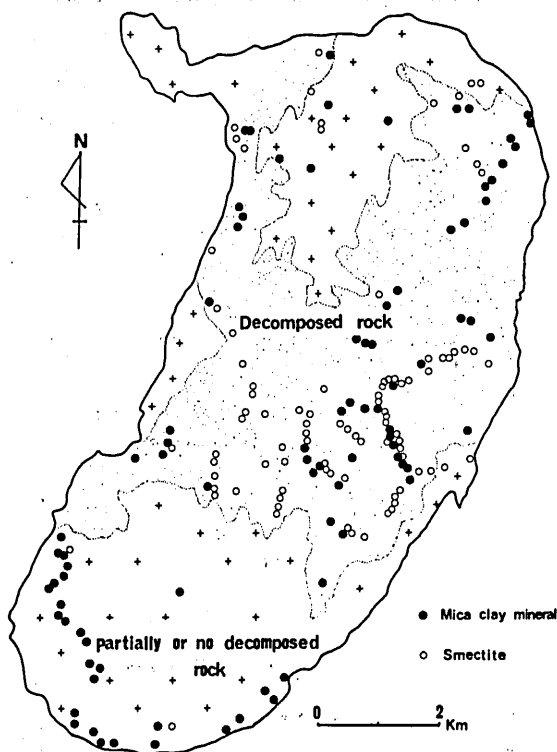 N
Decomposed rock
Mica clay mineral
Smectite
partially or no decomposed
rock
0 2
Km